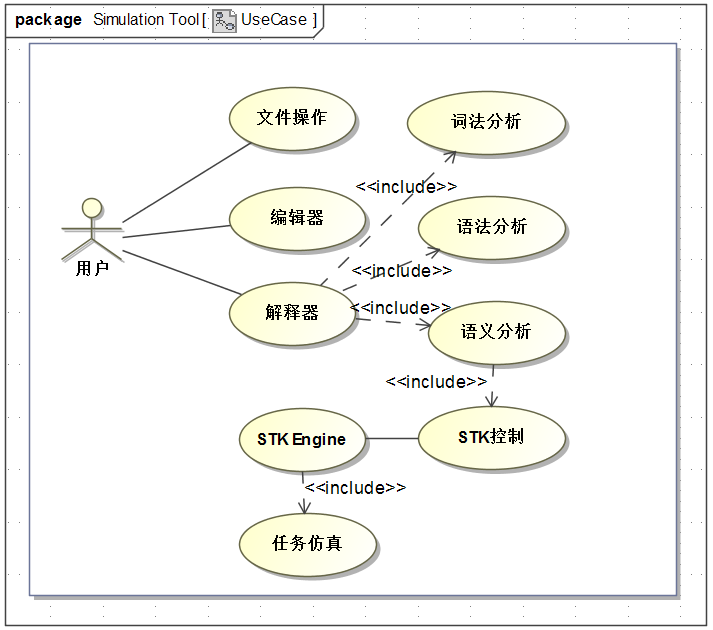 package Simulation Tool [ UseCase ]
文件操作
词法分析
<<include>>
编辑器
语法分析
用户
<<include>>
解释器
<<include>>
语义分析
<<include>>
STK Engine
STK控制
<<include>>
任务仿真